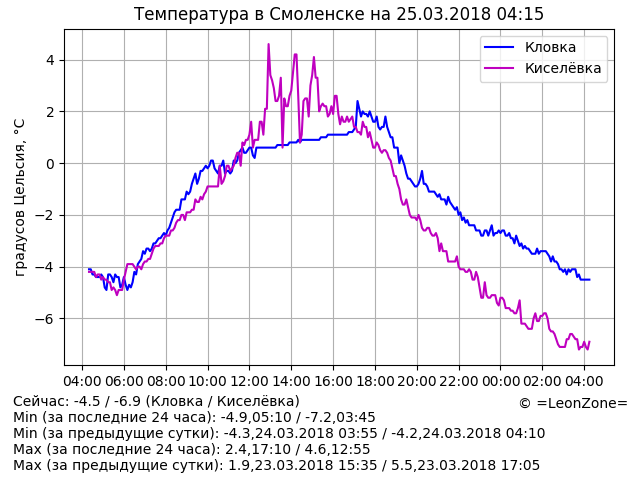 Температура в Смоленске на 25.03.2018 04:15
Кловка
Киселёвка
градусов Цельсия, °C
4
2
0
−2
−4
−6
04:00 06:00 08:00 10:00 12:00 14:00 16:00 18:00 20:00 22:00 00:00 02:00 04:00
Сейчас: -4.5 / -6.9 (Кловка / Киселёвка)
© =LeonZone=
Min (за последние 24 часа): -4.9,05:10 / -7.2,03:45
Min (за предыдущие сутки): -4.3,24.03.2018 03:55 / -4.2,24.03.2018 04:10
Max (за последние 24 часа): 2.4,17:10 / 4.6,12:55
Max (за предыдущие сутки): 1.9,23.03.2018 15:35 / 5.5,23.03.2018 17:05